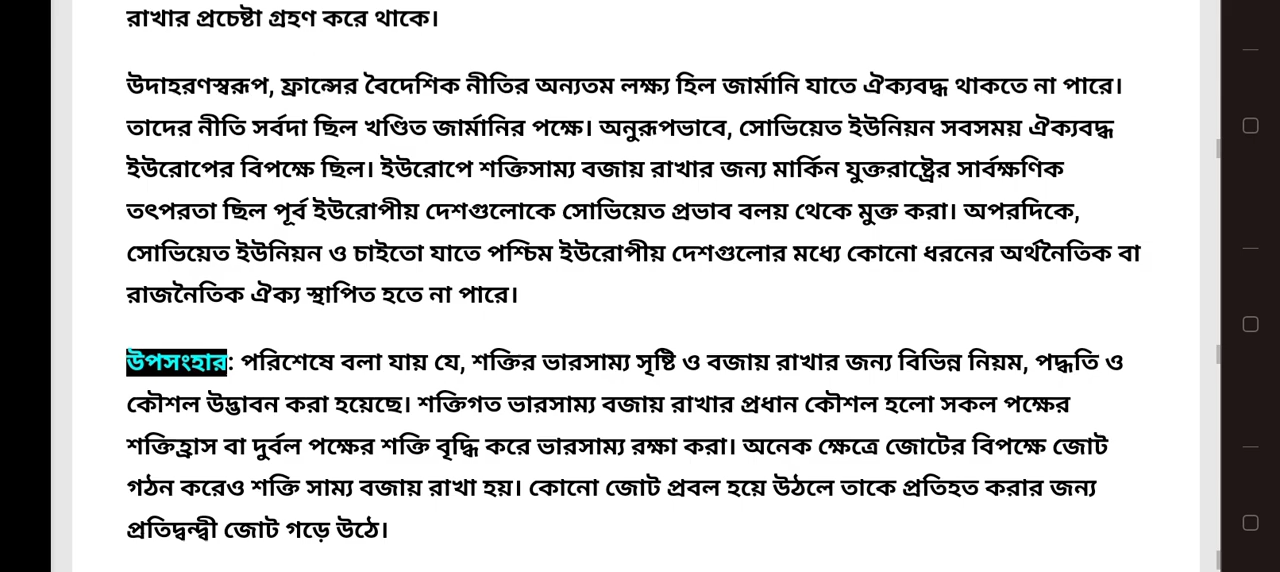 রাখার প্রচেষ্টা গ্রহণ করে থাকে।
উদাহরণস্বরূপ, ফ্রান্সের বৈদেশিক নীতির অন্যতম লক্ষ্য হিল জার্মানি যাতে ঐক্যবদ্ধ থাকতে না পারে।
তাদের নীতি সর্বদা ছিল খণ্ডিত জার্মানির পক্ষে। অনুরূপভাবে, সোভিয়েত ইউনিয়ন সবসময় ঐক্যবদ্ধ
ইউরোপের বিপক্ষে ছিল। ইউরোপে শক্তিসাম্য বজায় রাখার জন্য মার্কিন যুক্তরাষ্ট্রের সার্বক্ষণিক
তৎপরতা ছিল পূর্ব ইউরোপীয় দেশগুলোকে সোভিয়েত প্রভাব বলয় থেকে মুক্ত করা। অপরদিকে,
সোভিয়েত ইউনিয়ন ও চাইতো যাতে পশ্চিম ইউরোপীয় দেশগুলোর মধ্যে কোনো ধরনের অর্থনৈতিক বা
রাজনৈতিক ঐক্য স্থাপিত হতে না পারে।
উপসংহার: পরিশেষে বলা যায় যে, শক্তির ভারসাম্য সৃষ্টি ও বজায় রাখার জন্য বিভিন্ন নিয়ম, পদ্ধতি ও
কৌশল উদ্ভাবন করা হয়েছে। শক্তিগত ভারসাম্য বজায় রাখার প্রধান কৌশল হলো সকল পক্ষের
শক্তিহ্রাস বা দুর্বল পক্ষের শক্তি বৃদ্ধি করে ভারসাম্য রক্ষা করা। অনেক ক্ষেত্রে জোটের বিপক্ষে জোট
গঠন করেও শক্তি সাম্য বজায় রাখা হয়। কোনো জোট প্রবল হয়ে উঠলে তাকে প্রতিহত করার জন্য
প্রতিদ্বন্দ্বী জোট গড়ে উঠে।